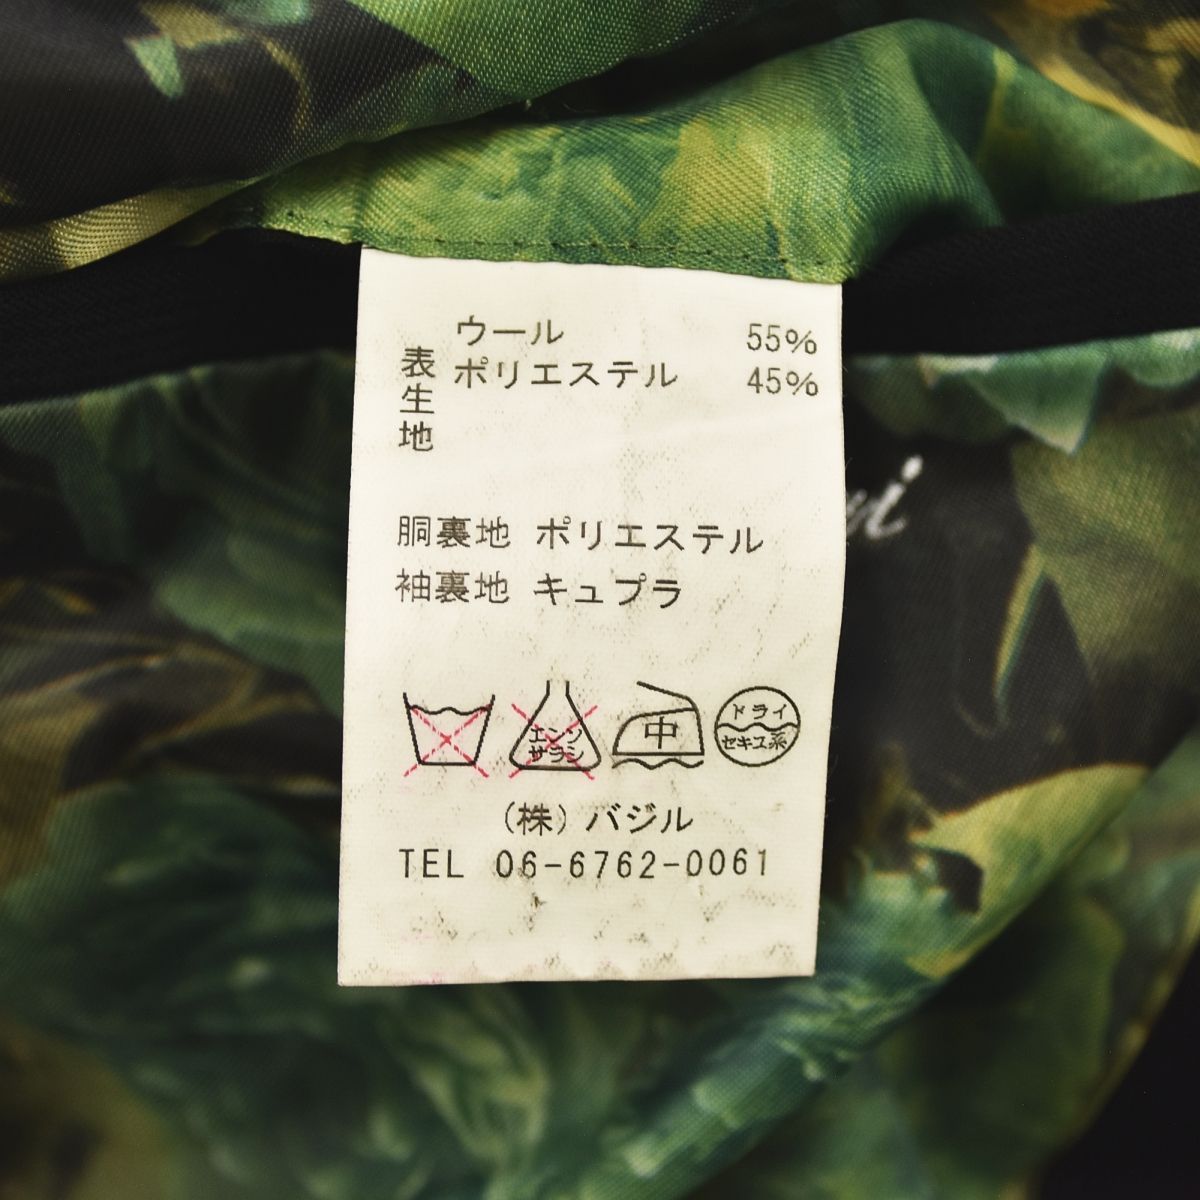 表生地
ウール 55%
ポリエステル 45%
胴裏地 ポリエステル
袖裏地 キュプラ
エンソサラシ
中
ドライ
セキユ系
(株) バジル
TEL 06-6762-0061